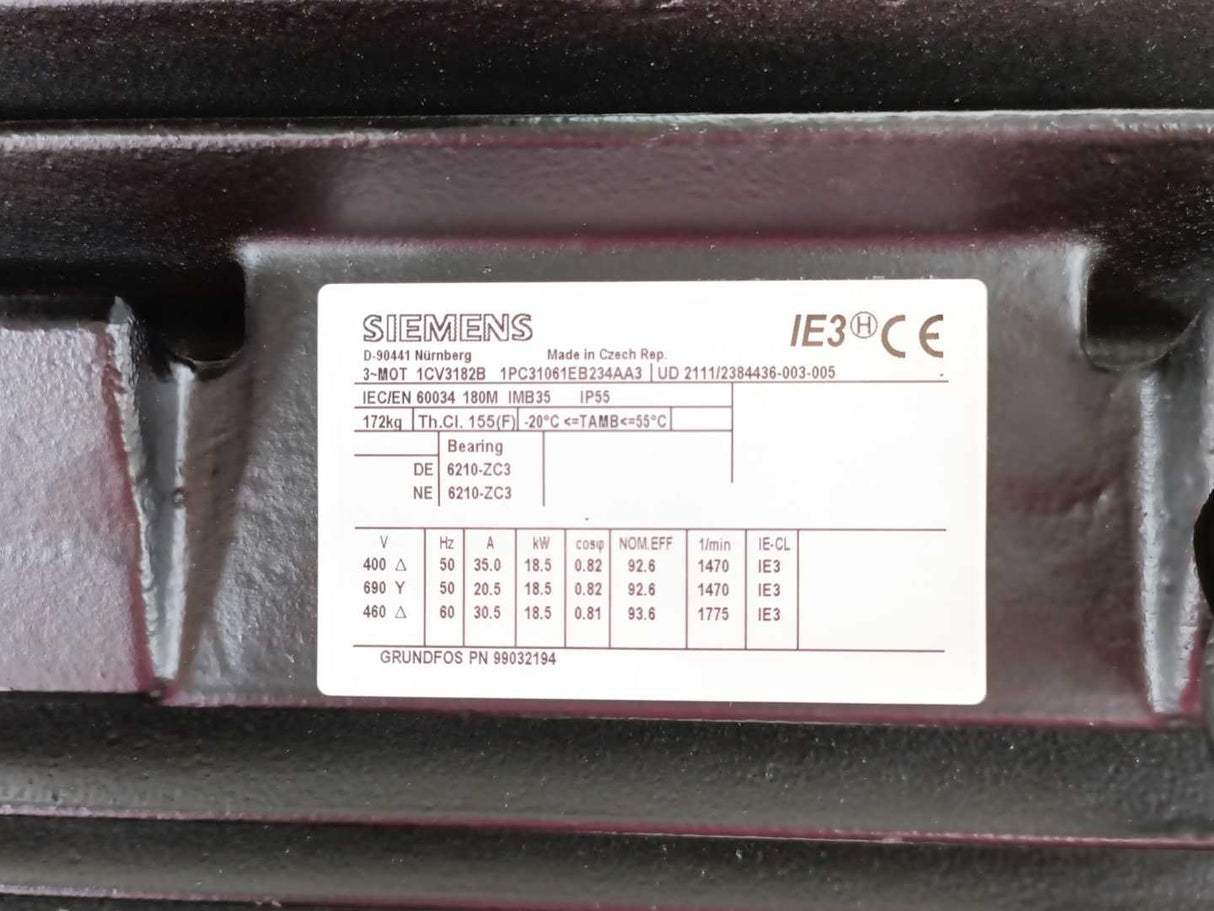 SIEMENS IE3 Ⓗ CE
D-90441 Nürnberg Made in Czech Rep.
3~MOT 1CV3182B 1PC31061EB234AA3 UD 2111/2384436-003-005
IEC/EN 60034 180M IMB35 IP55
172kg Th.Cl. 155(F) -20°C <=TAMB<=55°C
Bearing
DE 6210-ZC3
NE 6210-ZC3
V Hz A kW cosφ NOM.EFF 1/min IE-CL
400 Δ 50 35.0 18.5 0.82 92.6 1470 IE3
690 Y 50 20.5 18.5 0.82 92.6 1470 IE3
460 Δ 60 30.5 18.5 0.81 93.6 1775 IE3
GRUNDFOS PN 99032194